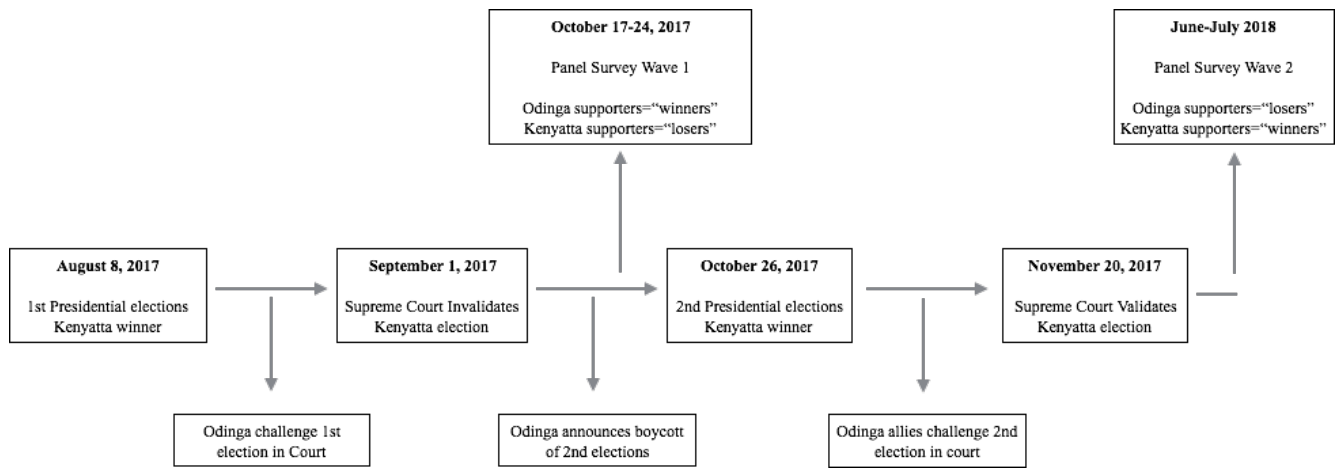 October 17-24, 2017
Panel Survey Wave 1
Odinga supporters=“winners”
Kenyatta supporters=“losers”
June-July 2018
Panel Survey Wave 2
Odinga supporters=“losers”
Kenyatta supporters=“winners”
August 8, 2017
1st Presidential elections
Kenyatta winner
September 1, 2017
Supreme Court Invalidates
Kenyatta election
October 26, 2017
2nd Presidential elections
Kenyatta winner
November 20, 2017
Supreme Court Validates
Kenyatta election
Odinga challenge 1st
election in Court
Odinga announces boycott
of 2nd elections
Odinga allies challenge 2nd
election in court